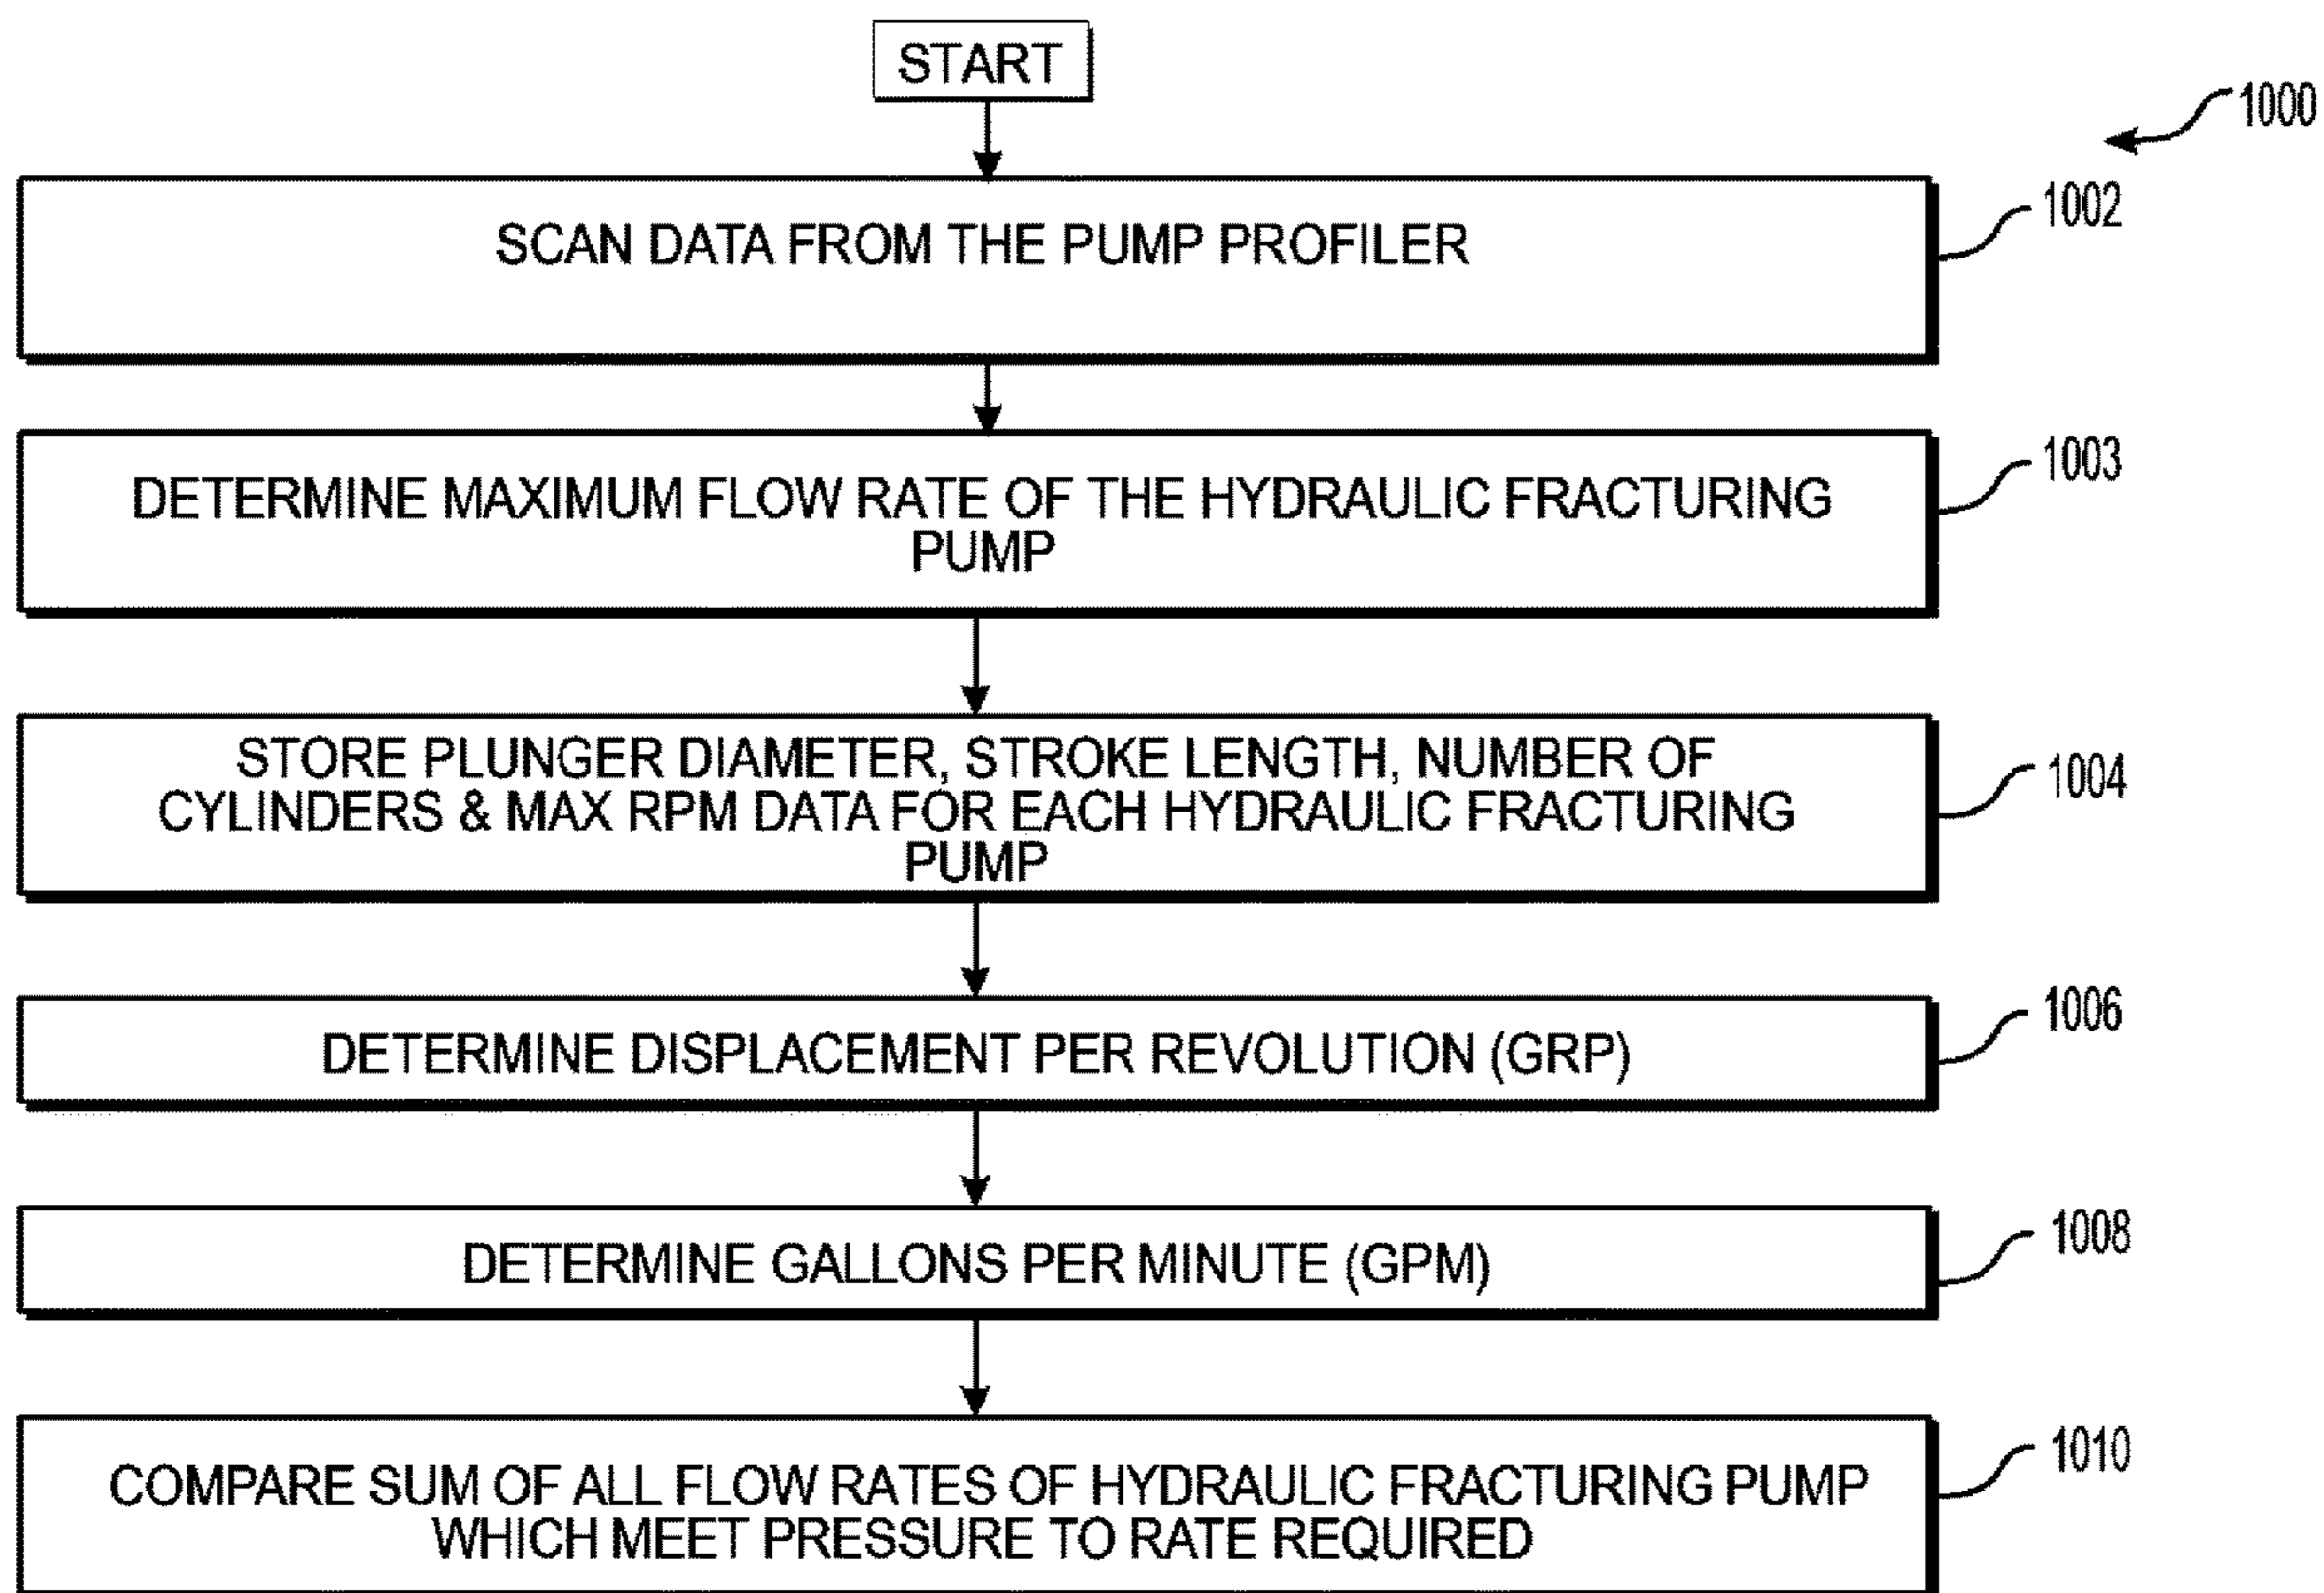 START
1000
SCAN DATA FROM THE PUMP PROFILER
1002
DETERMINE MAXIMUM FLOW RATE OF THE HYDRAULIC FRACTURING
PUMP
1003
STORE PLUNGER DIAMETER, STROKE LENGTH, NUMBER OF
CYLINDERS & MAX RPM DATA FOR EACH HYDRAULIC FRACTURING
PUMP
1004
DETERMINE DISPLACEMENT PER REVOLUTION (GRP)
1006
DETERMINE GALLONS PER MINUTE (GPM)
1008
COMPARE SUM OF ALL FLOW RATES OF HYDRAULIC FRACTURING PUMP
WHICH MEET PRESSURE TO RATE REQUIRED
1010